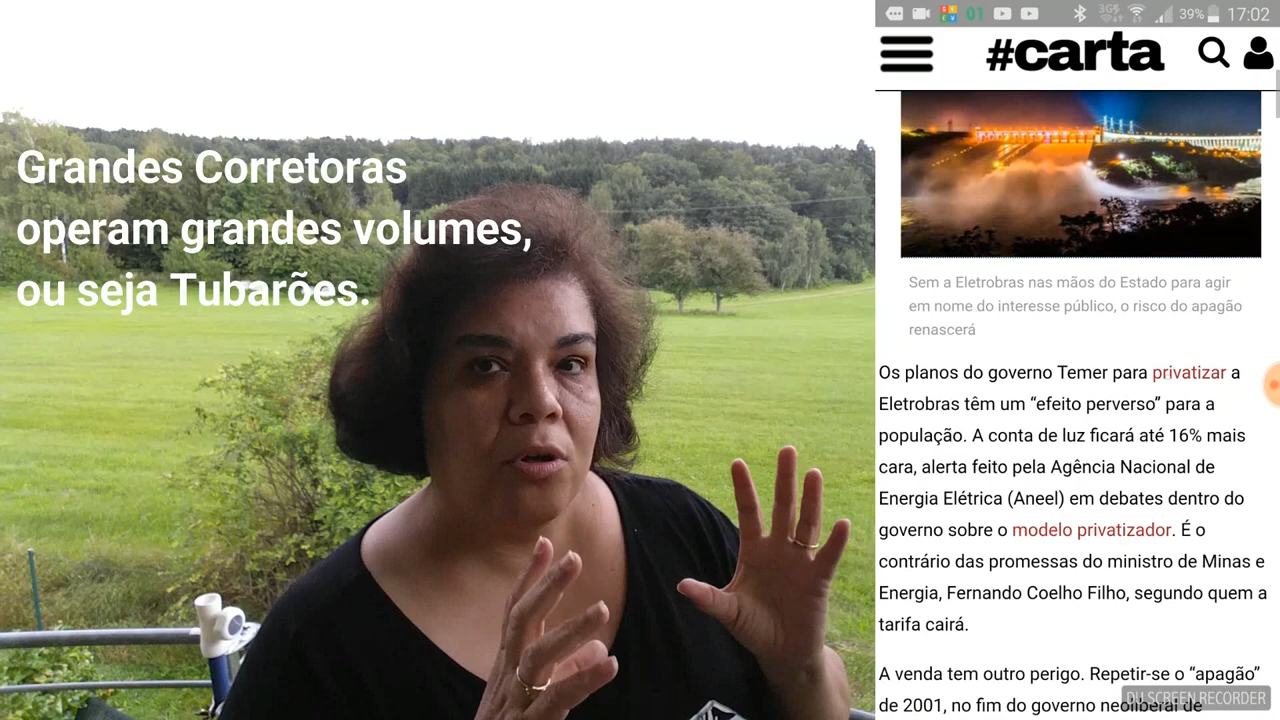 Grandes Corretoras
operam grandes volumes,
ou seja Tubarões.
01
3G
39%
17:02
#carta
Sem a Eletrobras nas mãos do Estado para agir
em nome do interesse público, o risco do apagão
renascerá
Os planos do governo Temer para privatizar a
Eletrobras têm um “efeito perverso” para a
população. A conta de luz ficará até 16% mais
cara, alerta feito pela Agência Nacional de
Energia Elétrica (Aneel) em debates dentro do
governo sobre o modelo privatizador. É o
contrário das promessas do ministro de Minas e
Energia, Fernando Coelho Filho, segundo quem a
tarifa cairá.
A venda tem outro perigo. Repetir-se o “apagão”
de 2001, no fim do governo neoliberal de
DU SCREEN RECORDER